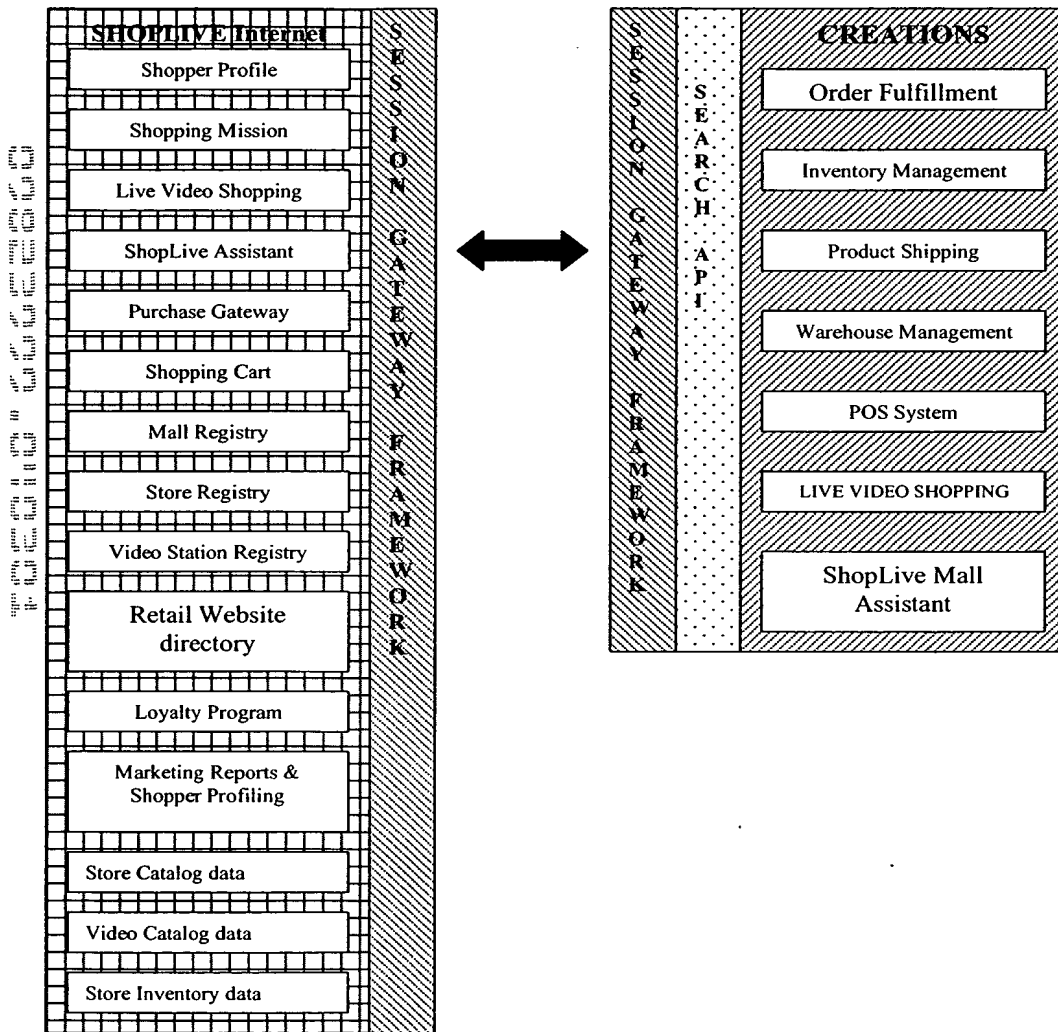 SHOPLIVE Internet
Shopper Profile
Shopping Mission
Live Video Shopping
ShopLive Assistant
Purchase Gateway
Shopping Cart
Mall Registry
Store Registry
Video Station Registry
Retail Website
directory
Loyalty Program
Marketing Reports &
Shopper Profiling
Store Catalog data
Video Catalog data
Store Inventory data
SESSION GATEWAY FRAMEWORK
SESSION GATEWAY FRAMEWORK
SEARCH API
CREATIONS
Order Fulfillment
Inventory Management
Product Shipping
Warehouse Management
POS System
LIVE VIDEO SHOPPING
ShopLive Mall
Assistant